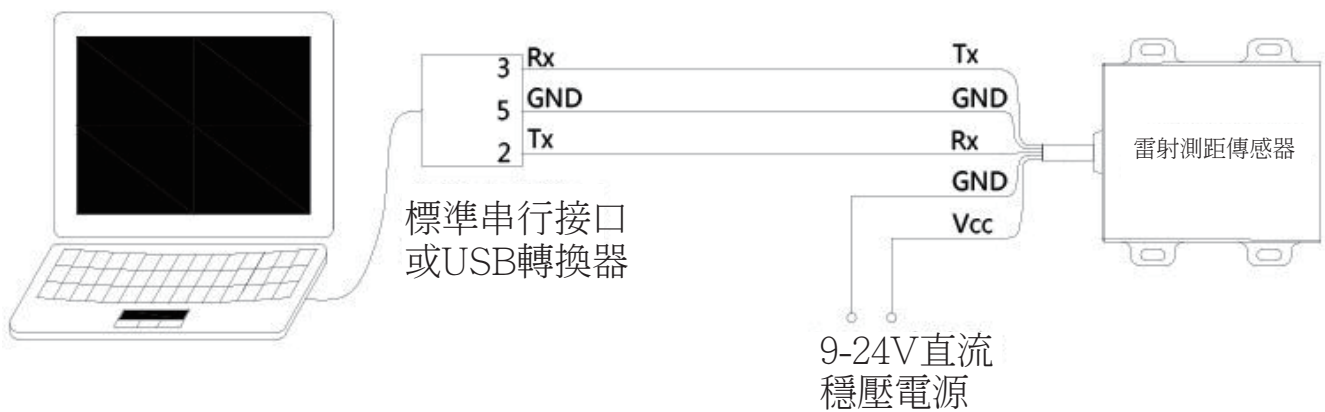 3 Rx Tx
5 GND GND
2 Tx Rx
GND
Vcc
雷射測距傳感器
標準串行接口
或USB轉換器
9-24V直流
穩壓電源